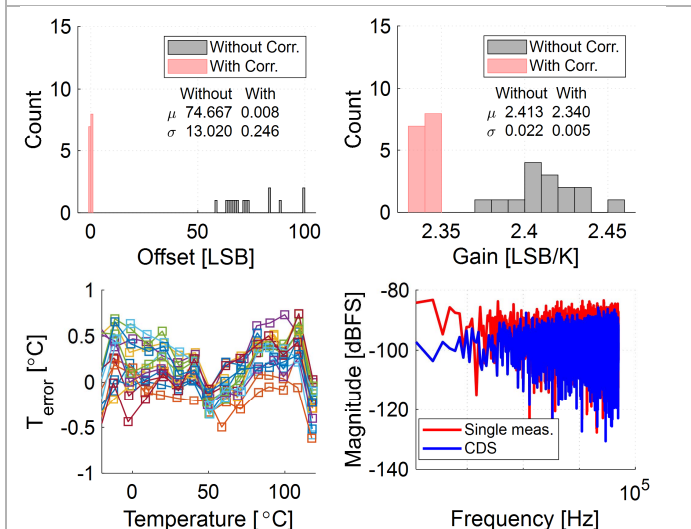 15
10
5
0
Count
Without Corr.
With Corr.
Without With
μ 74.667 0.008
σ 13.020 0.246
0 50 100
Offset [LSB]
15
10
5
0
Count
Without Corr.
With Corr.
Without With
μ 2.413 2.340
σ 0.022 0.005
2.35 2.4 2.45
Gain [LSB/K]
1
0.5
0
-0.5
-1
T_error [°C]
0 50 100
Temperature [°C]
-80
-100
-120
-140
Magnitude [dBFS]
Single meas.
CDS
10^5
Frequency [Hz]